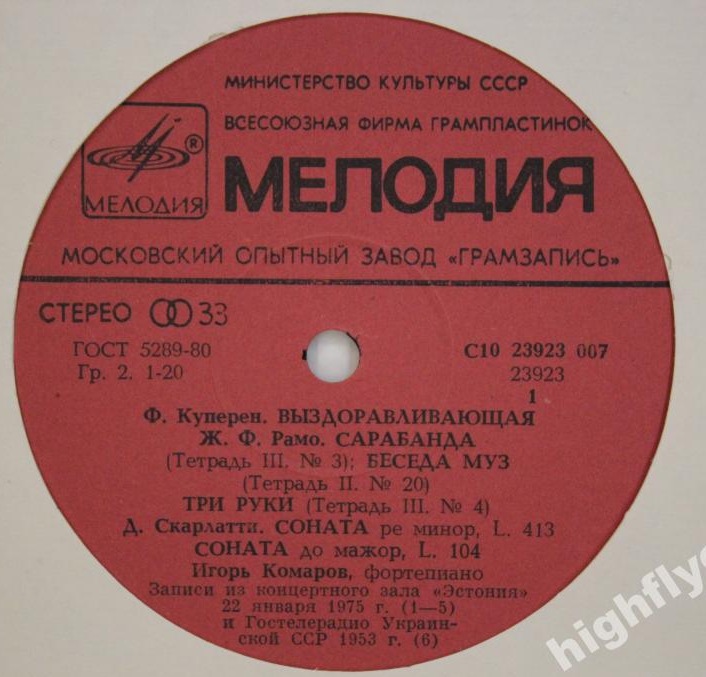 МИНИСТЕРСТВО КУЛЬТУРЫ СССР
ВСЕСОЮЗНАЯ ФИРМА ГРАМПЛАСТИНОК
МЕЛОДИЯ ®
МЕЛОДИЯ
МОСКОВСКИЙ ОПЫТНЫЙ ЗАВОД «ГРАМЗАПИСЬ»
СТЕРЕО 33
ГОСТ 5289-80
Гр. 2. 1-20
С10 23923 007
23923
1
Ф. Куперен. ВЫЗДОРАВЛИВАЮЩАЯ
Ж. Ф. Рамо. САРАБАНДА
(Тетрадь III. № 3); БЕСЕДА МУЗ
(Тетрадь II. № 20)
ТРИ РУКИ (Тетрадь III. № 4)
Д. Скарлатти. СОНАТА ре минор, L. 413
СОНАТА до мажор, L. 104
Игорь Комаров, фортепиано
Записи из концертного зала «Эстония»
22 января 1975 г. (1—5)
и Гостелерадио Украин-
ской ССР 1953 г. (6)